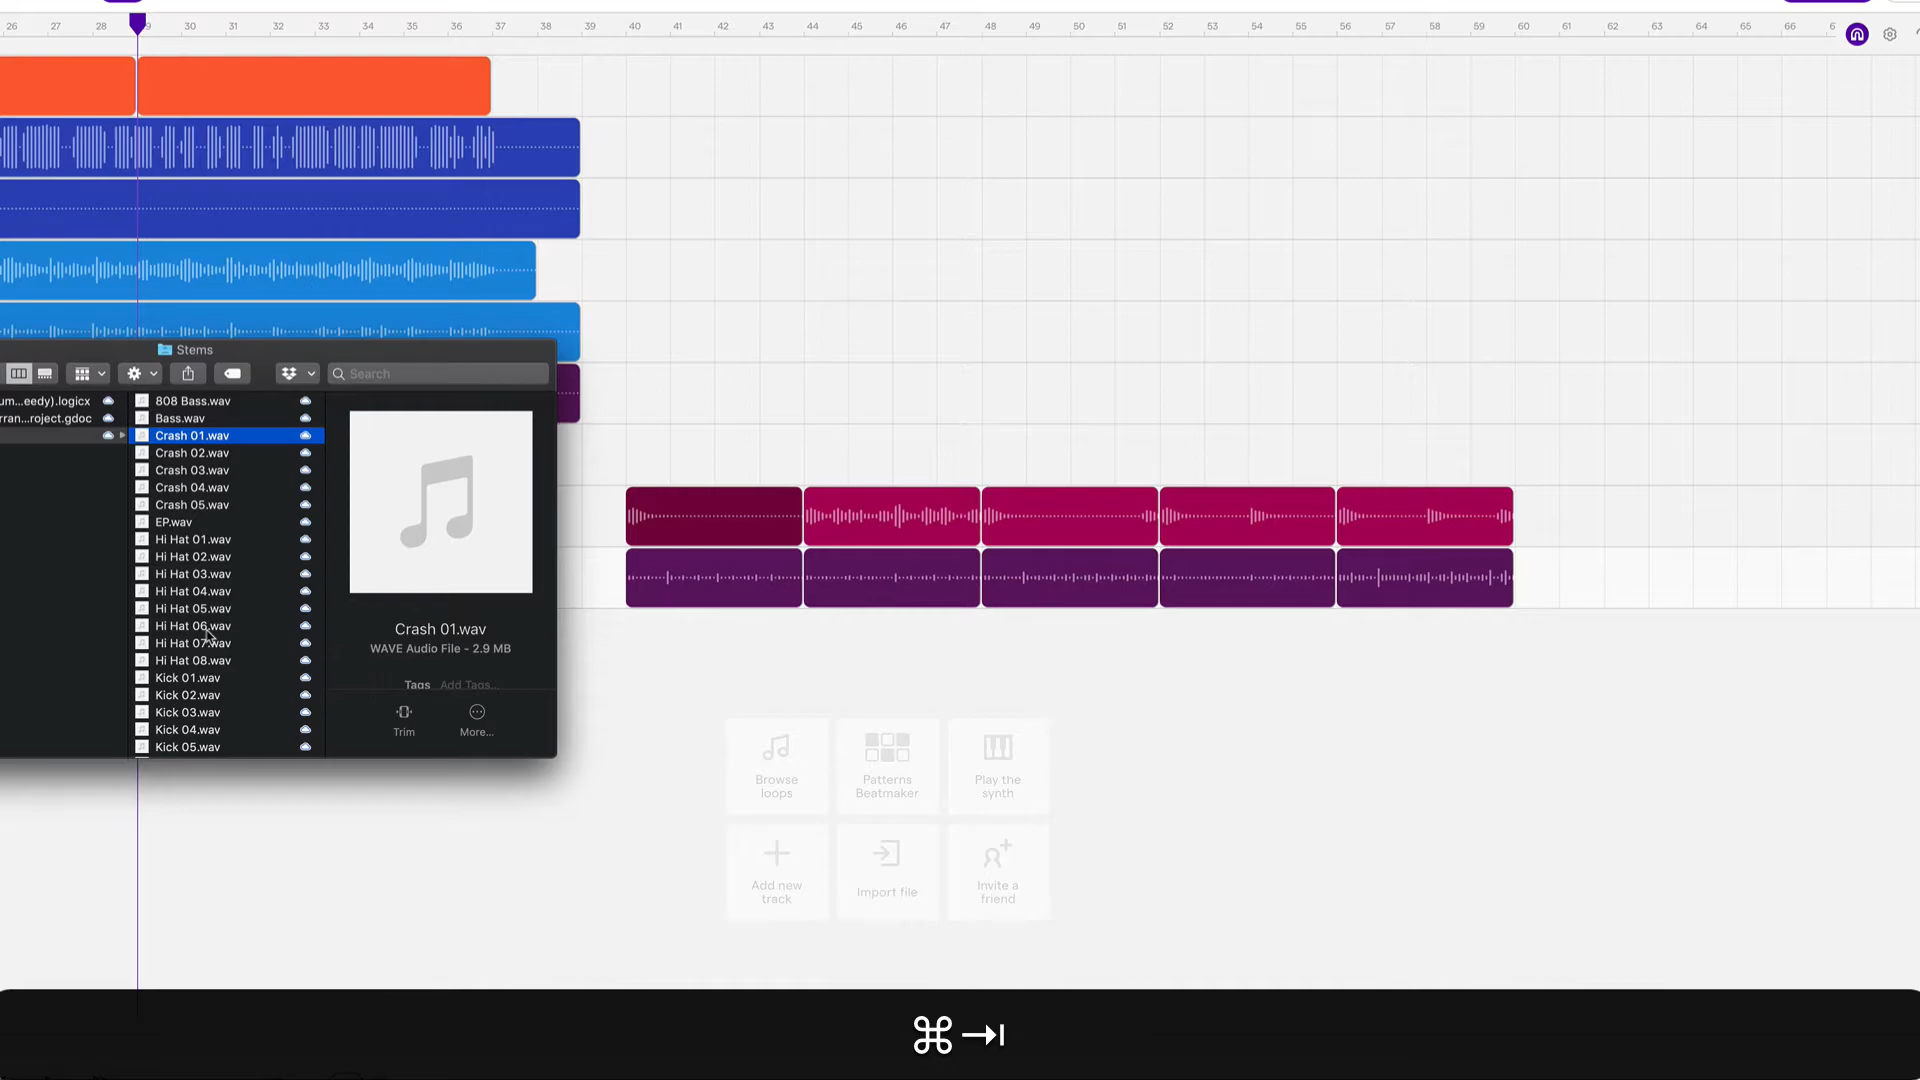 26 27 28 29 30 31 32 33 34 35 36 37 38 39 40 41 42 43 44 45 46 47 48 49 50 51 52 53 54 55 56 57 58 59 60 61 62 63 64 65 66
Stems
Search
um...eedy).logicx
rran...roject.gdoc
808 Bass.wav
Bass.wav
Crash 01.wav
Crash 02.wav
Crash 03.wav
Crash 04.wav
Crash 05.wav
EP.wav
Hi Hat 01.wav
Hi Hat 02.wav
Hi Hat 03.wav
Hi Hat 04.wav
Hi Hat 05.wav
Hi Hat 06.wav
Hi Hat 07.wav
Hi Hat 08.wav
Kick 01.wav
Kick 02.wav
Kick 03.wav
Kick 04.wav
Kick 05.wav
Crash 01.wav
WAVE Audio File - 2.9 MB
Tags Add Tags...
Trim
More...
Browse
loops
Patterns
Beatmaker
Play the
synth
Add new
track
Import file
Invite a
friend
⌘ ⇥